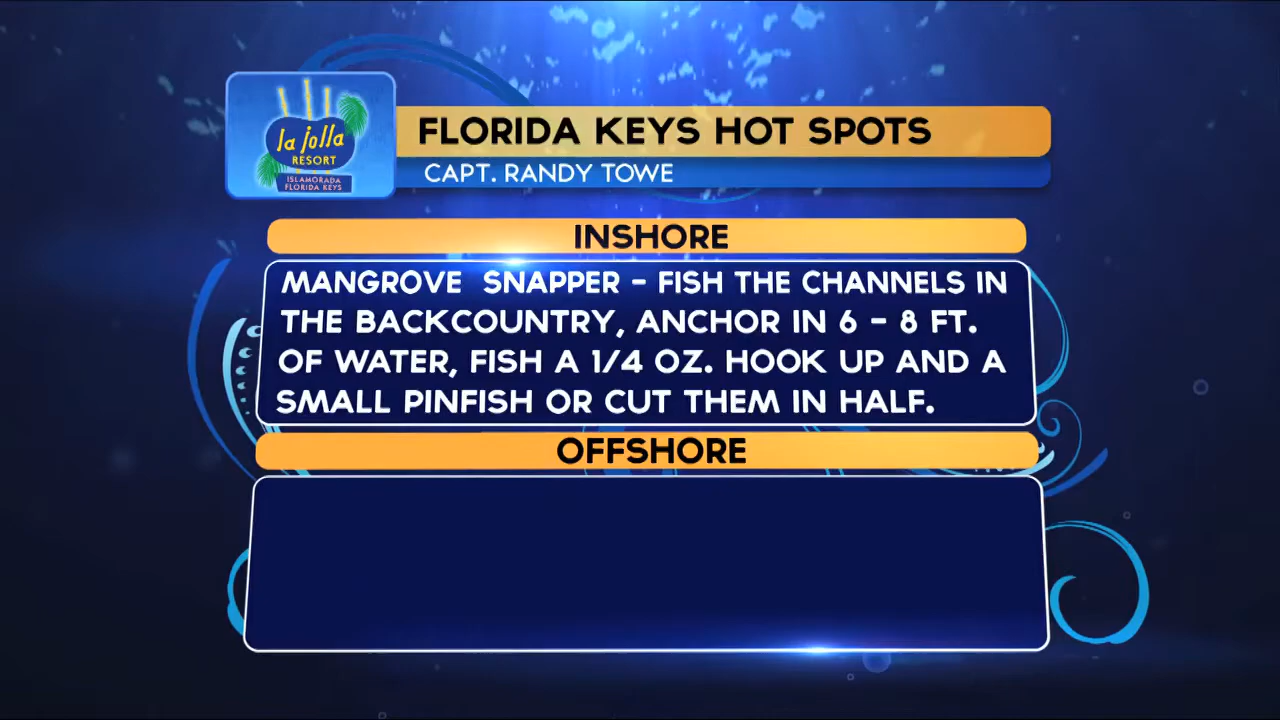 la jolla
RESORT
ISLAMORADA
FLORIDA KEYS
FLORIDA KEYS HOT SPOTS
CAPT. RANDY TOWE
INSHORE
MANGROVE  SNAPPER - FISH THE CHANNELS IN
THE BACKCOUNTRY, ANCHOR IN 6 - 8 FT.
OF WATER, FISH A 1/4 OZ. HOOK UP AND A
SMALL PINFISH OR CUT THEM IN HALF.
OFFSHORE